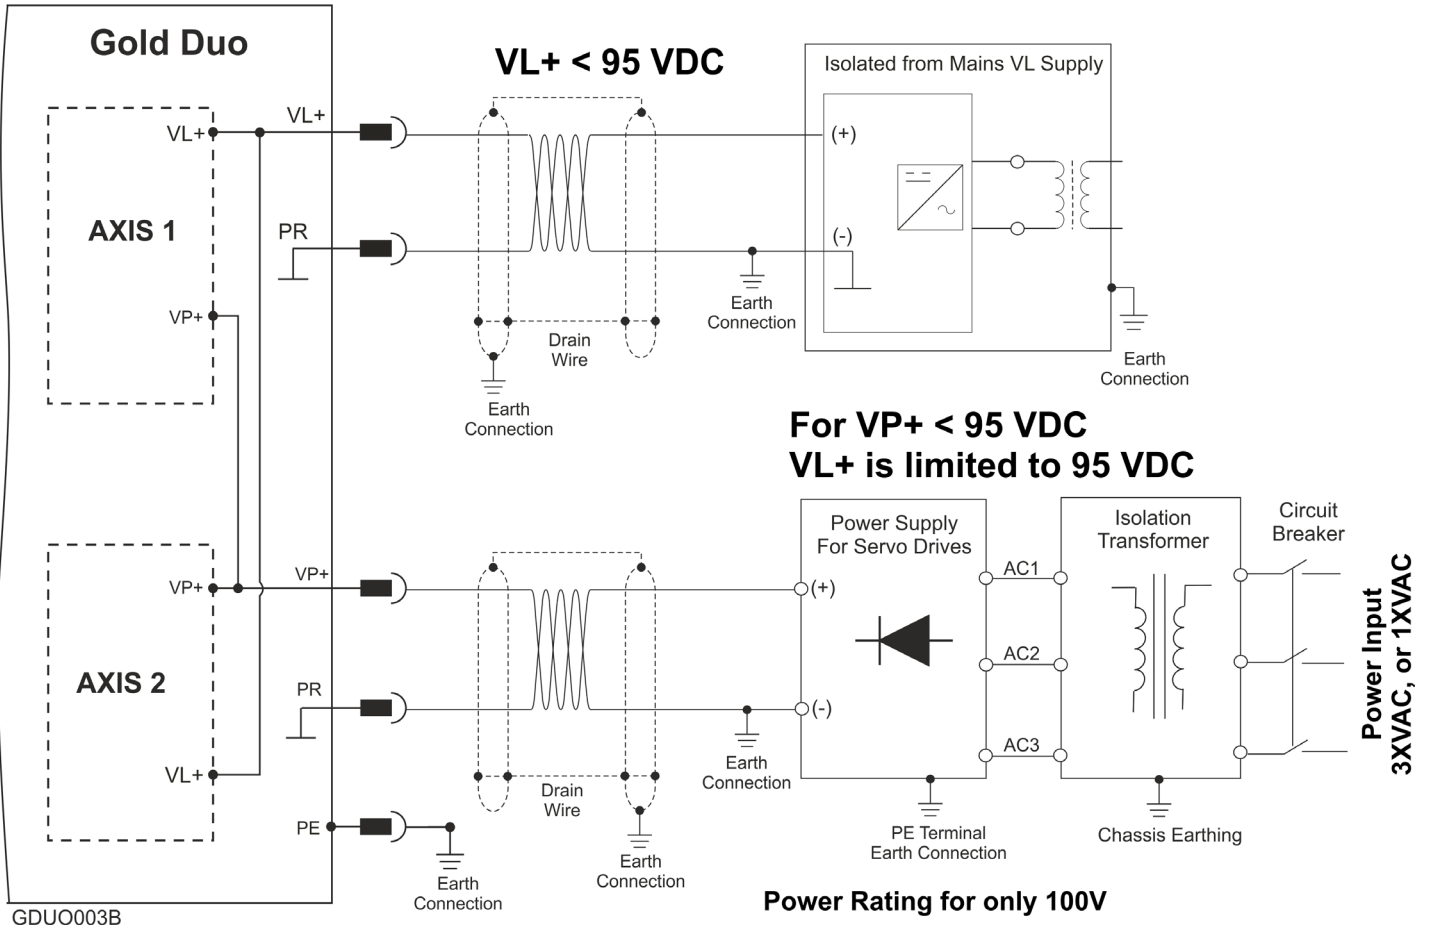 Gold Duo
VL+ < 95 VDC
Isolated from Mains VL Supply
VL+
VL+
(+)
AXIS 1
PR
(-)
VP+
Earth
Connection
Drain
Wire
Earth
Connection
Earth
Connection
For VP+ < 95 VDC
VL+ is limited to 95 VDC
Power Supply
For Servo Drives
Isolation
Transformer
Circuit
Breaker
VP+
VP+
(+)
AC1
AXIS 2
PR
(-)
AC2
AC3
Power Input
3XVAC, or 1XVAC
VL+
Earth
Connection
Drain
Wire
PE
PE Terminal
Earth Connection
Chassis Earthing
Earth
Connection
Earth
Connection
Power Rating for only 100V
GDUO003B